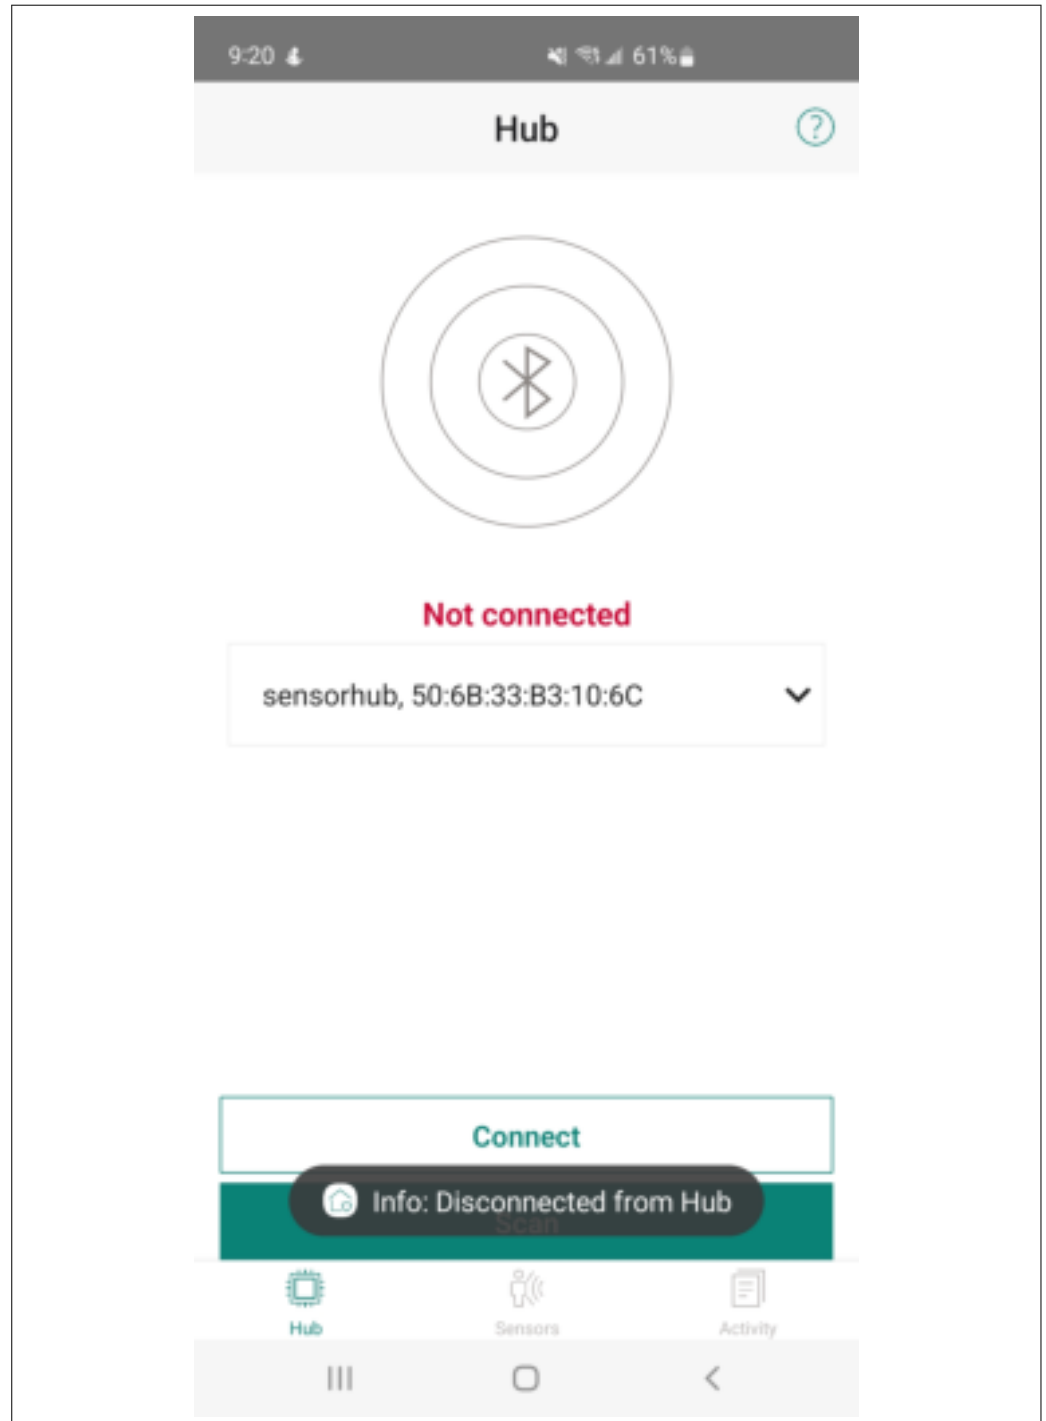 9:20 61%
Hub ?
Not connected
sensorhub, 50:6B:33:B3:10:6C
Connect
Info: Disconnected from Hub
Scan
Hub Sensors Activity